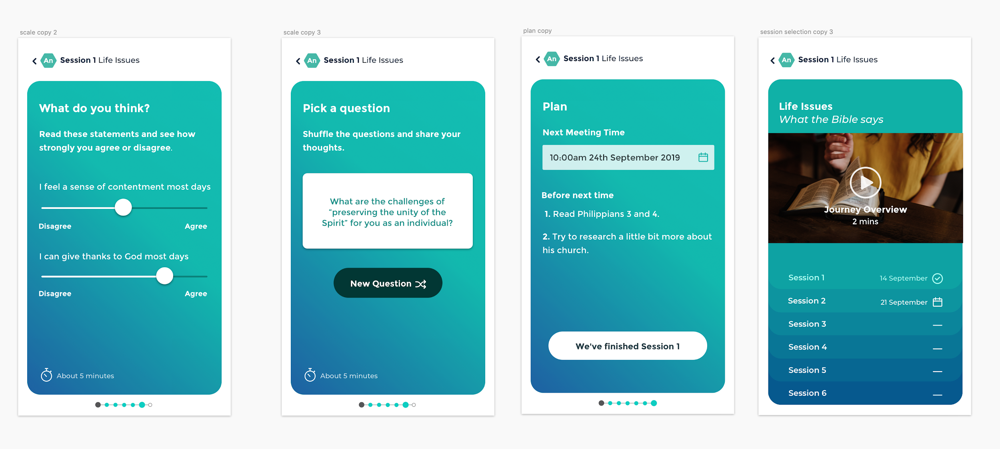 scale copy 2
An Session 1 Life Issues
What do you think?
Read these statements and see how
strongly you agree or disagree.
I feel a sense of contentment most days
Disagree Agree
I can give thanks to God most days
Disagree Agree
About 5 minutes
scale copy 3
An Session 1 Life Issues
Pick a question
Shuffle the questions and share your
thoughts.
What are the challenges of
“preserving the unity of the
Spirit” for you as an individual?
New Question
About 5 minutes
plan copy
An Session 1 Life Issues
Plan
Next Meeting Time
10:00am 24th September 2019
Before next time
1. Read Philippians 3 and 4.
2. Try to research a little bit more about
his church.
We've finished Session 1
session selection copy 3
An Session 1 Life Issues
Life Issues
What the Bible says
Journey Overview
2 mins
Session 1 14 September
Session 2 21 September
Session 3 —
Session 4 —
Session 5 —
Session 6 —